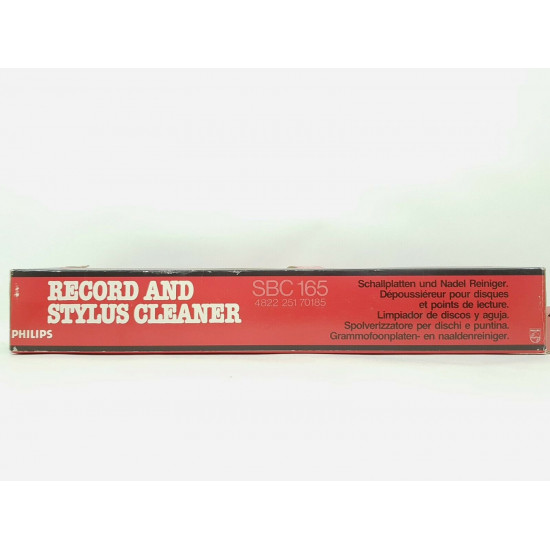 RECORD AND
STYLUS CLEANER
PHILIPS
SBC 165
4822 251 70185
Schallplatten und Nadel Reiniger.
Dépoussiéreur pour disques
et points de lecture.
Limpiador de discos y aguja.
Spolverizzatore per dischi e puntina.
Grammofoonplaten- en naaldenreiniger.